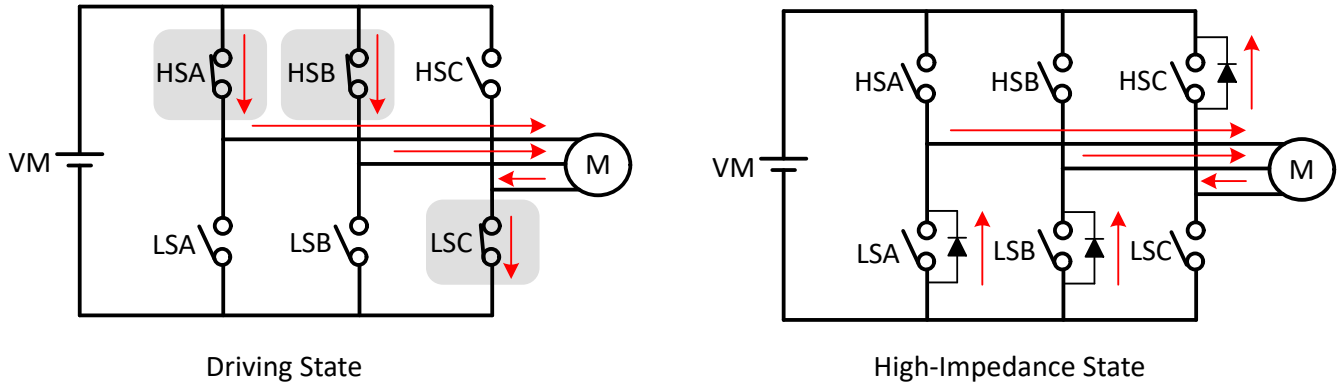 HSA
HSB
HSC
VM
M
LSA
LSB
LSC
Driving State
HSA
HSB
HSC
VM
M
LSA
LSB
LSC
High-Impedance State